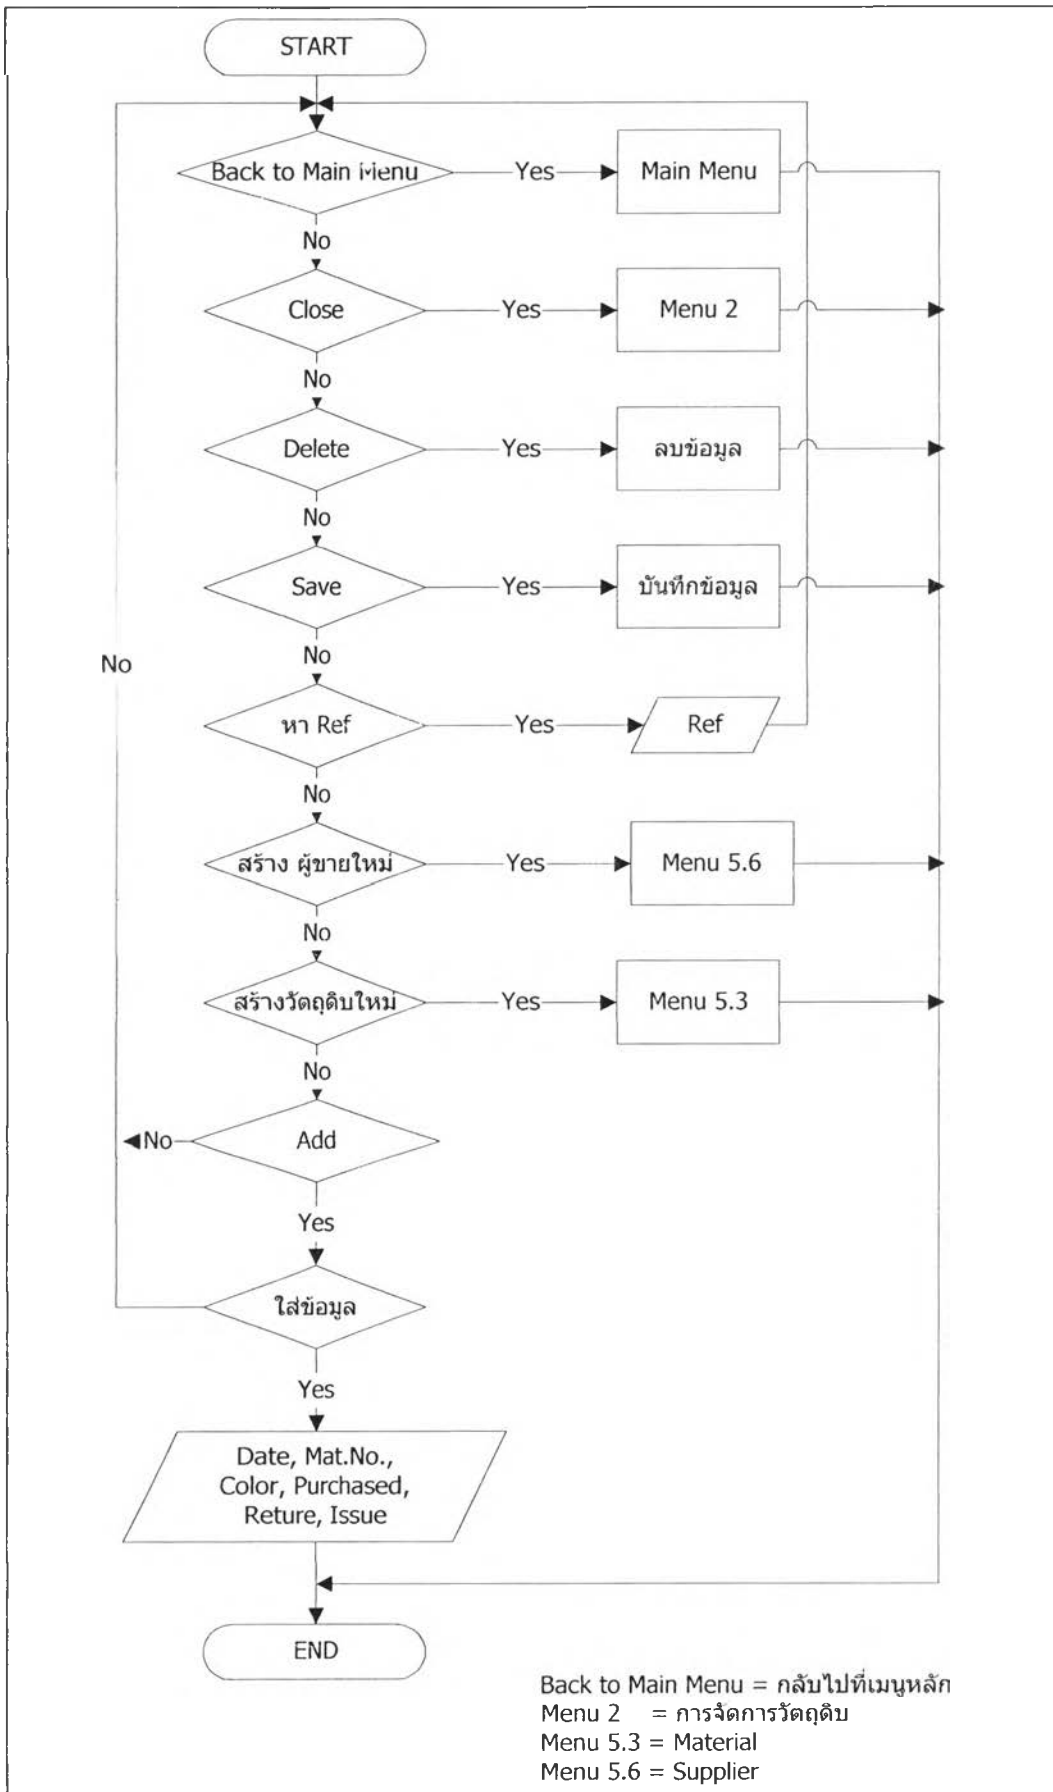 START
Back to Main Menu
Yes
Main Menu
No
Close
Yes
Menu 2
No
Delete
Yes
ลบข้อมูล
No
Save
Yes
บันทึกข้อมูล
No
No
หา Ref
Yes
Ref
No
สร้าง ผู้ขายใหม่
Yes
Menu 5.6
No
สร้างวัตถุดิบใหม่
Yes
Menu 5.3
No
No
Add
Yes
ใส่ข้อมูล
Yes
Date, Mat.No.,
Color, Purchased,
Reture, Issue
END
Back to Main Menu = กลับไปที่เมนูหลัก
Menu 2 = การจัดการวัตถุดิบ
Menu 5.3 = Material
Menu 5.6 = Supplier